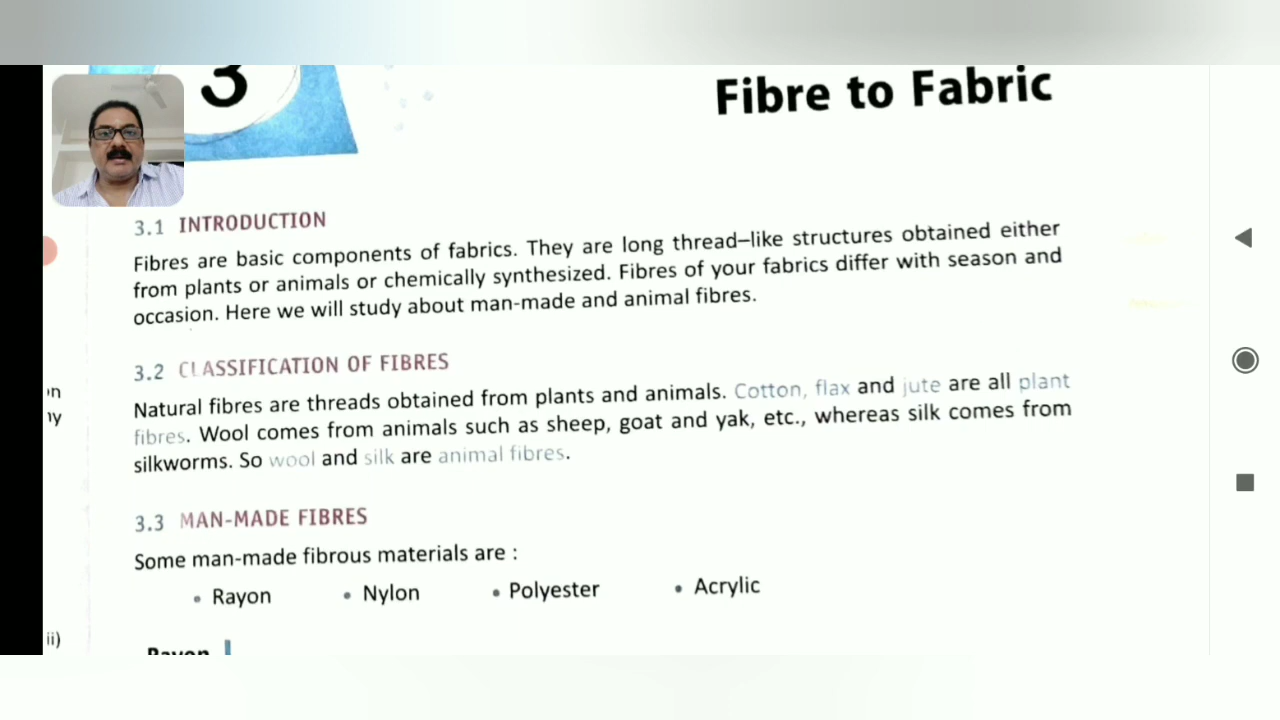 3
Fibre to Fabric
3.1 INTRODUCTION
Fibres are basic components of fabrics. They are long thread–like structures obtained either
from plants or animals or chemically synthesized. Fibres of your fabrics differ with season and
occasion. Here we will study about man-made and animal fibres.
3.2 CLASSIFICATION OF FIBRES
Natural fibres are threads obtained from plants and animals. Cotton, flax and jute are all plant
fibres. Wool comes from animals such as sheep, goat and yak, etc., whereas silk comes from
silkworms. So wool and silk are animal fibres.
3.3 MAN-MADE FIBRES
Some man-made fibrous materials are :
• Rayon • Nylon • Polyester • Acrylic
ii)